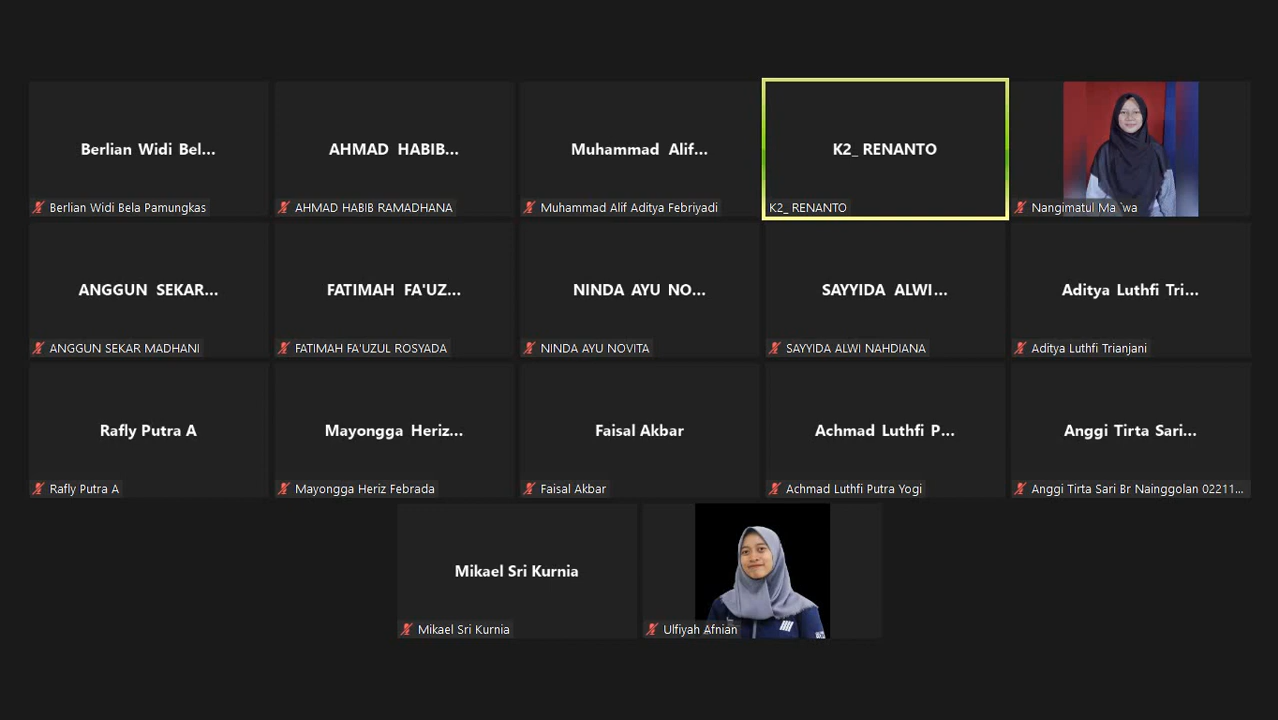 Berlian Widi Bel...
Berlian Widi Bela Pamungkas
AHMAD HABIB...
AHMAD HABIB RAMADHANA
Muhammad Alif...
Muhammad Alif Aditya Febriyadi
K2_ RENANTO
K2_ RENANTO
Nangimatul Ma`wa
ANGGUN SEKAR...
ANGGUN SEKAR MADHANI
FATIMAH FA'UZ...
FATIMAH FA'UZUL ROSYADA
NINDA AYU NO...
NINDA AYU NOVITA
SAYYIDA ALWI...
SAYYIDA ALWI NAHDIANA
Aditya Luthfi Tri...
Aditya Luthfi Trianjani
Rafly Putra A
Rafly Putra A
Mayongga Heriz...
Mayongga Heriz Febrada
Faisal Akbar
Faisal Akbar
Achmad Luthfi P...
Achmad Luthfi Putra Yogi
Anggi Tirta Sari...
Anggi Tirta Sari Br Nainggolan 02211...
Mikael Sri Kurnia
Mikael Sri Kurnia
Ulfiyah Afnian